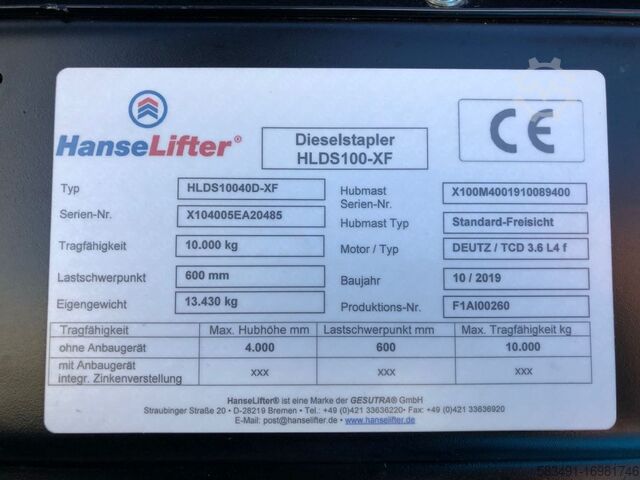 HanseLifter®
Dieselstapler
HLDS100-XF
CE
Typ HLDS10040D-XF
Serien-Nr. X104005EA20485
Tragfähigkeit 10.000 kg
Lastschwerpunkt 600 mm
Eigengewicht 13.430 kg
Hubmast
Serien-Nr. X100M4001910089400
Hubmast Typ Standard-Freisicht
Motor / Typ DEUTZ / TCD 3.6 L4 f
Baujahr 10 / 2019
Produktions-Nr. F1AI00260
Tragfähigkeit Max. Hubhöhe mm Lastschwerpunkt mm Max. Tragfähigkeit kg
ohne Anbaugerät 4.000 600 10.000
mit Anbaugerät
integr. Zinkenverstellung xxx xxx xxx
HanseLifter® ist eine Marke der GESUTRA® GmbH
Straubinger Straße 20 • D-28219 Bremen • Tel.: +49 (0)421 33636220• Fax: +49 (0)421 33636920
E-Mail: post@hanselifter.de • www.hanselifter.de
583491-16981746